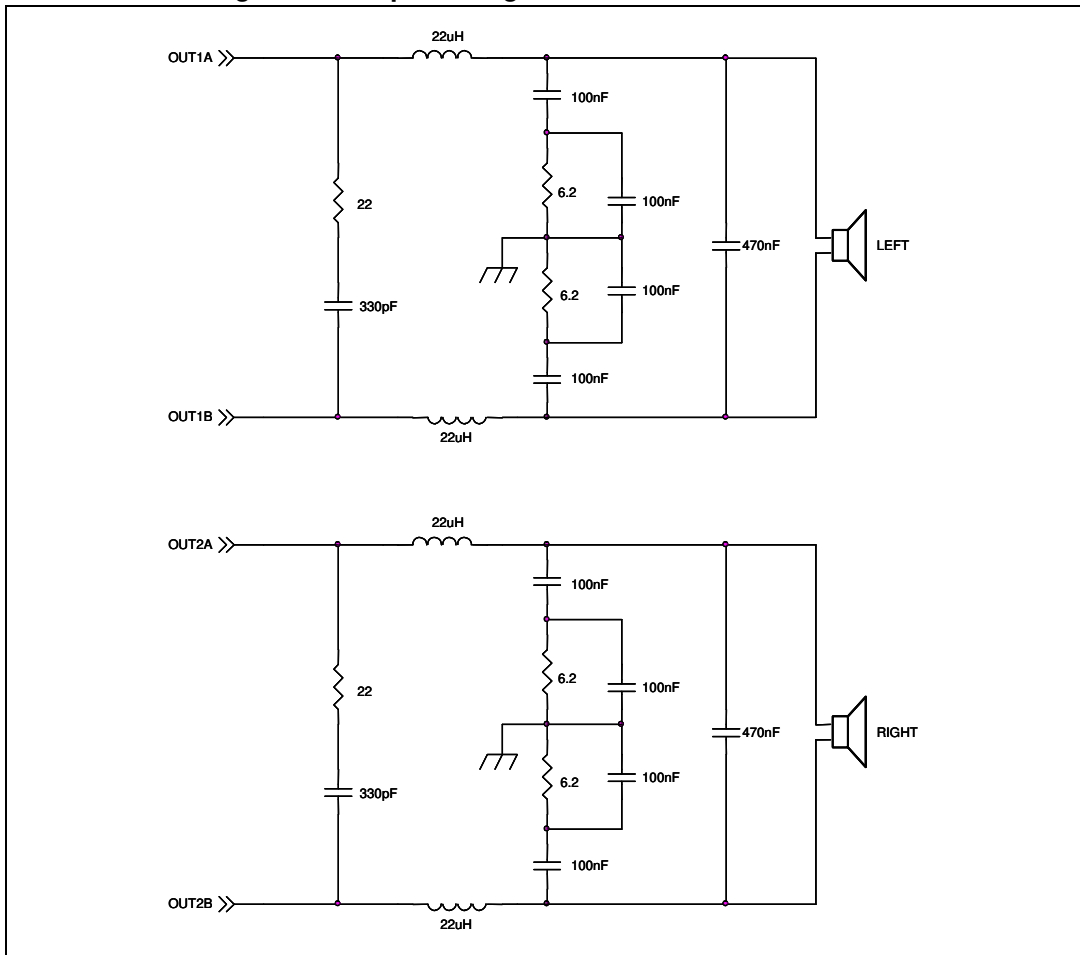 22uH
OUT1A
100nF
6.2
22
100nF
470nF
LEFT
100nF
6.2
330pF
100nF
OUT1B
22uH
22uH
OUT2A
100nF
6.2
100nF
22
470nF
RIGHT
100nF
6.2
330pF
100nF
OUT2B
22uH